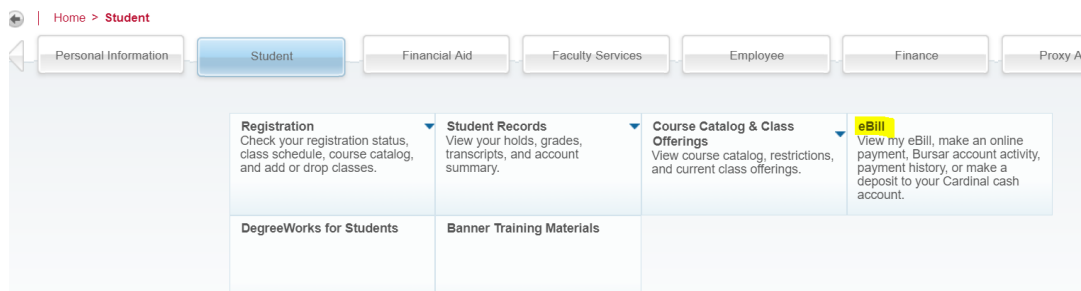 Home > Student
Personal Information
Student
Financial Aid
Faculty Services
Employee
Finance
Proxy A
Registration
Check your registration status,
class schedule, course catalog,
and add or drop classes.
Student Records
View your holds, grades,
transcripts, and account
summary.
Course Catalog & Class
Offerings
View course catalog, restrictions,
and current class offerings.
eBill
View my eBill, make an online
payment, Bursar account activity,
payment history, or make a
deposit to your Cardinal cash
account.
DegreeWorks for Students
Banner Training Materials